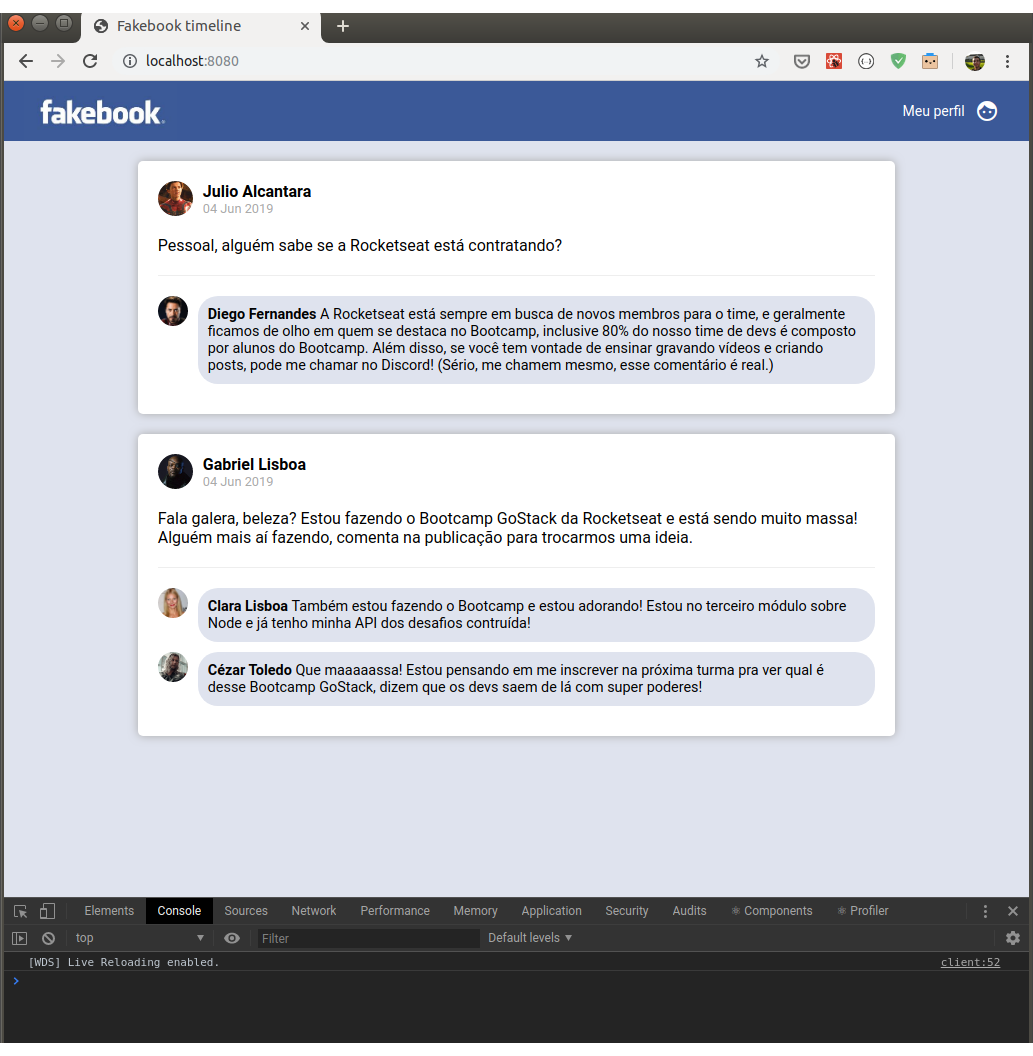 Fakebook timeline
localhost:8080
fakebook.
Meu perfil
Julio Alcantara
04 Jun 2019
Pessoal, alguém sabe se a Rocketseat está contratando?
Diego Fernandes A Rocketseat está sempre em busca de novos membros para o time, e geralmente
ficamos de olho em quem se destaca no Bootcamp, inclusive 80% do nosso time de devs é composto
por alunos do Bootcamp. Além disso, se você tem vontade de ensinar gravando vídeos e criando
posts, pode me chamar no Discord! (Sério, me chamem mesmo, esse comentário é real.)
Gabriel Lisboa
04 Jun 2019
Fala galera, beleza? Estou fazendo o Bootcamp GoStack da Rocketseat e está sendo muito massa!
Alguém mais aí fazendo, comenta na publicação para trocarmos uma ideia.
Clara Lisboa Também estou fazendo o Bootcamp e estou adorando! Estou no terceiro módulo sobre
Node e já tenho minha API dos desafios contruída!
Cézar Toledo Que maaaaassa! Estou pensando em me inscrever na próxima turma pra ver qual é
desse Bootcamp GoStack, dizem que os devs saem de lá com super poderes!
Elements Console Sources Network Performance Memory Application Security Audits Components Profiler
top Filter Default levels
[WDS] Live Reloading enabled. client:52